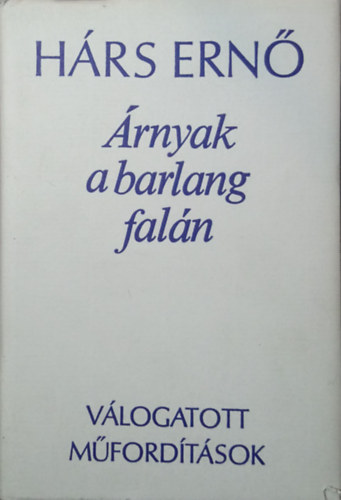 HÁRS ERNŐ
Árnyak
a barlang
falán
VÁLOGATOTT
MŰFORDÍTÁSOK